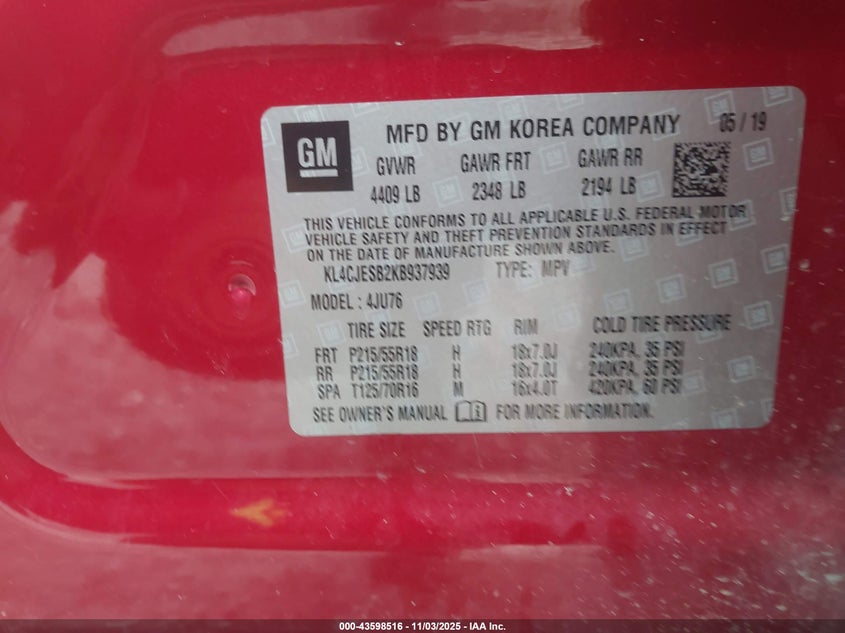 GM
MFD BY GM KOREA COMPANY 05 / 19
GVWR GAWR FRT GAWR RR
4409 LB 2348 LB 2194 LB
THIS VEHICLE CONFORMS TO ALL APPLICABLE U.S. FEDERAL MOTOR
VEHICLE SAFETY AND THEFT PREVENTION STANDARDS IN EFFECT
ON THE DATE OF MANUFACTURE SHOWN ABOVE.
KL4CJESB2KB937939 TYPE: MPV
MODEL : 4JU76
TIRE SIZE SPEED RTG RIM COLD TIRE PRESSURE
FRT P215/55R18 H 18x7.0J 240KPA, 35 PSI
RR P215/55R18 H 18x7.0J 240KPA, 35 PSI
SPA T125/70R16 M 16x4.0T 420KPA, 60 PSI
SEE OWNER'S MANUAL FOR MORE INFORMATION.
000-43598516 - 11/03/2025 - IAA Inc.